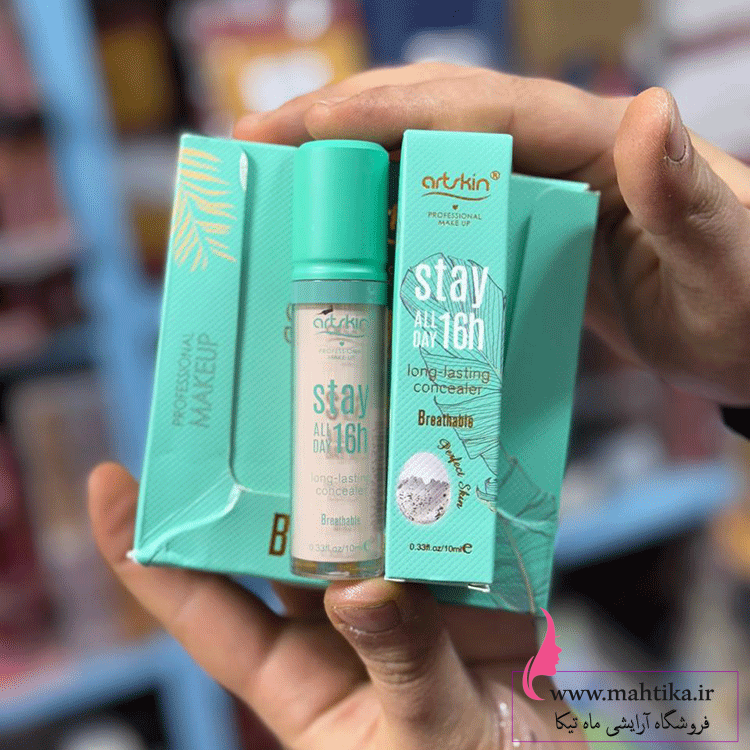 PROFESSIONAL
MAKEUP
artskin
PROFESSIONAL
MAKE UP
stay
ALL
DAY 16h
long-lasting
concealer
Breathable
0.33fl.oz/10ml e
artskin®
PROFESSIONAL
MAKE UP
stay
ALL
DAY 16h
long-lasting
concealer
Breathable
Perfect Skin
0.33fl.oz/10ml e
B
www.mahtika.ir
فروشگاه آرایشی ماه تیکا